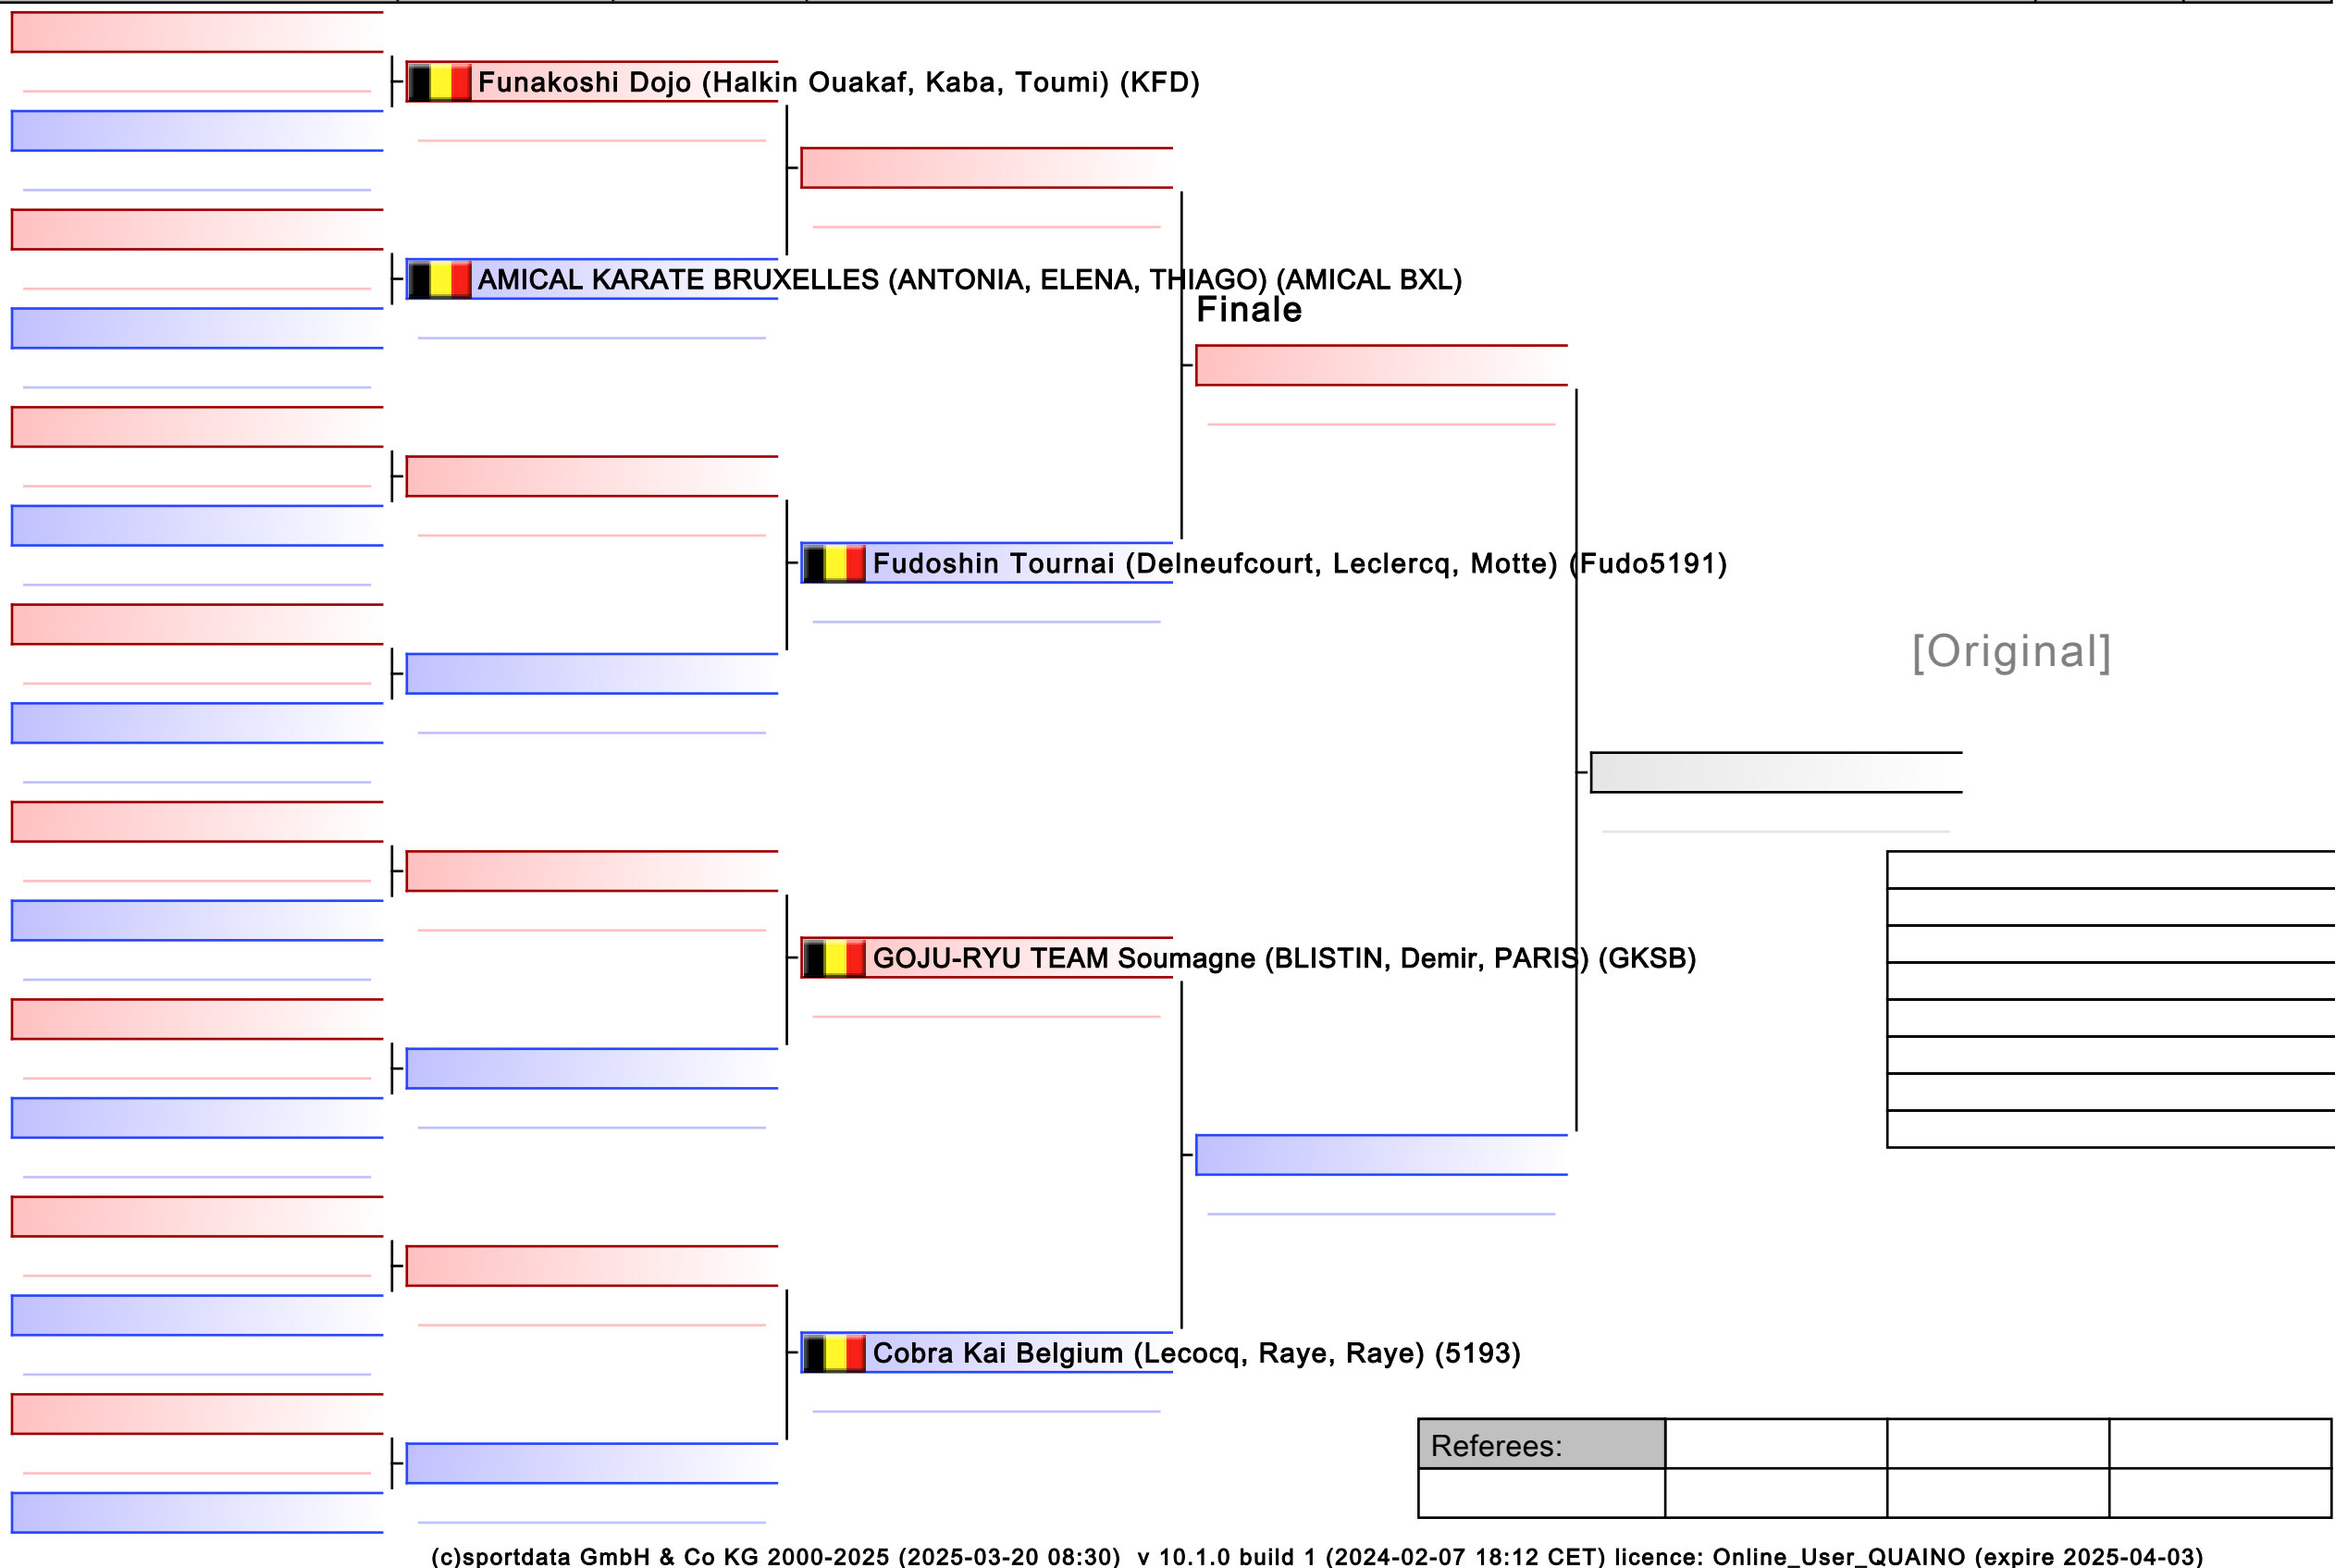 Funakoshi Dojo (Halkin Ouakaf, Kaba, Toumi) (KFD)
AMICAL KARATE BRUXELLES (ANTONIA, ELENA, THIAGO) (AMICAL BXL)
Finale
Fudoshin Tournai (Delneufcourt, Leclercq, Motte) (Fudo5191)
[Original]
GOJU-RYU TEAM Soumagne (BLISTIN, Demir, PARIS) (GKSB)
Cobra Kai Belgium (Lecocq, Raye, Raye) (5193)
Referees:
(c)sportdata GmbH & Co KG 2000-2025 (2025-03-20 08:30) v 10.1.0 build 1 (2024-02-07 18:12 CET) licence: Online_User_QUAINO (expire 2025-04-03)